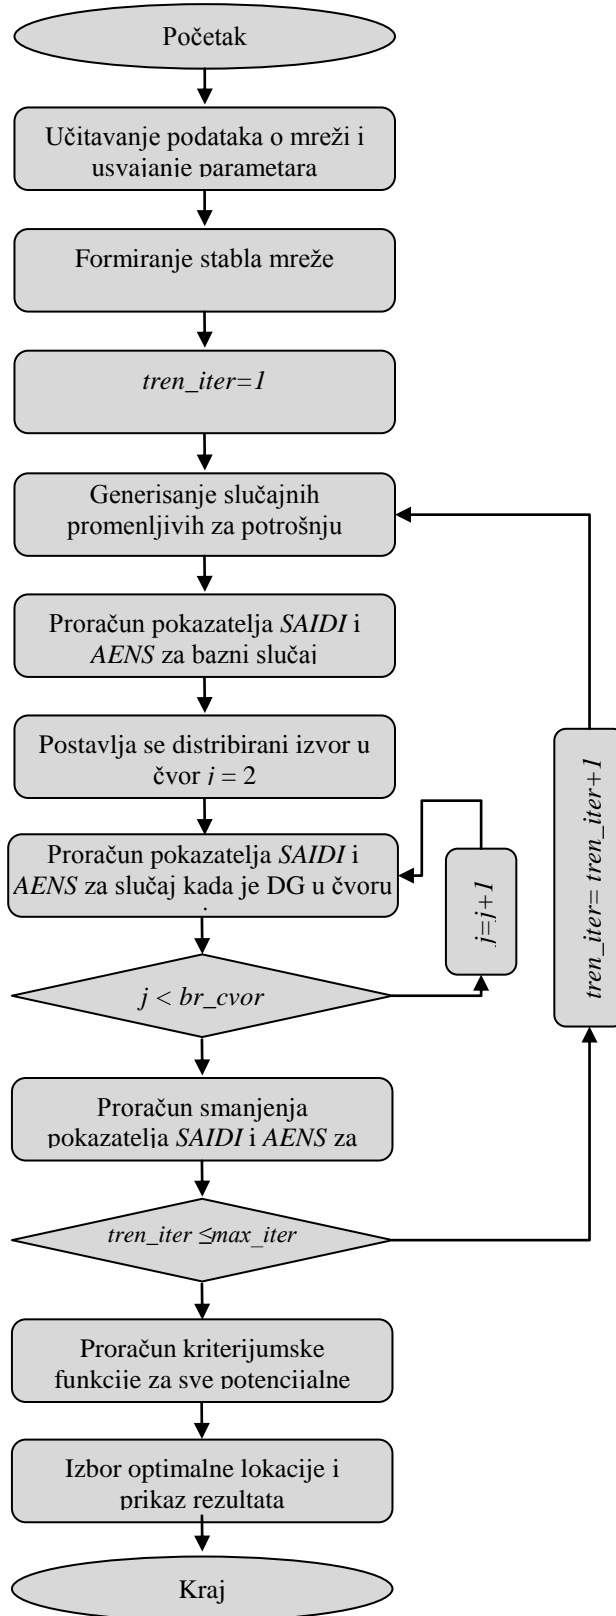 Početak
Učitavanje podataka o mreži i
usvajanje parametara
Formiranje stabla mreže
tren_iter=1
Generisanje slučajnih
promenljivih za potrošnju
Proračun pokazatelja SAIDI i
AENS za bazni slučaj
Postavlja se distribirani izvor u
čvor j = 2
Proračun pokazatelja SAIDI i
AENS za slučaj kada je DG u čvoru
j=j+1
tren_iter= tren_iter+1
j < br_cvor
Proračun smanjenja
pokazatelja SAIDI i AENS za
tren_iter ≤max_iter
Proračun kriterijumske
funkcije za sve potencijalne
Izbor optimalne lokacije i
prikaz rezultata
Kraj